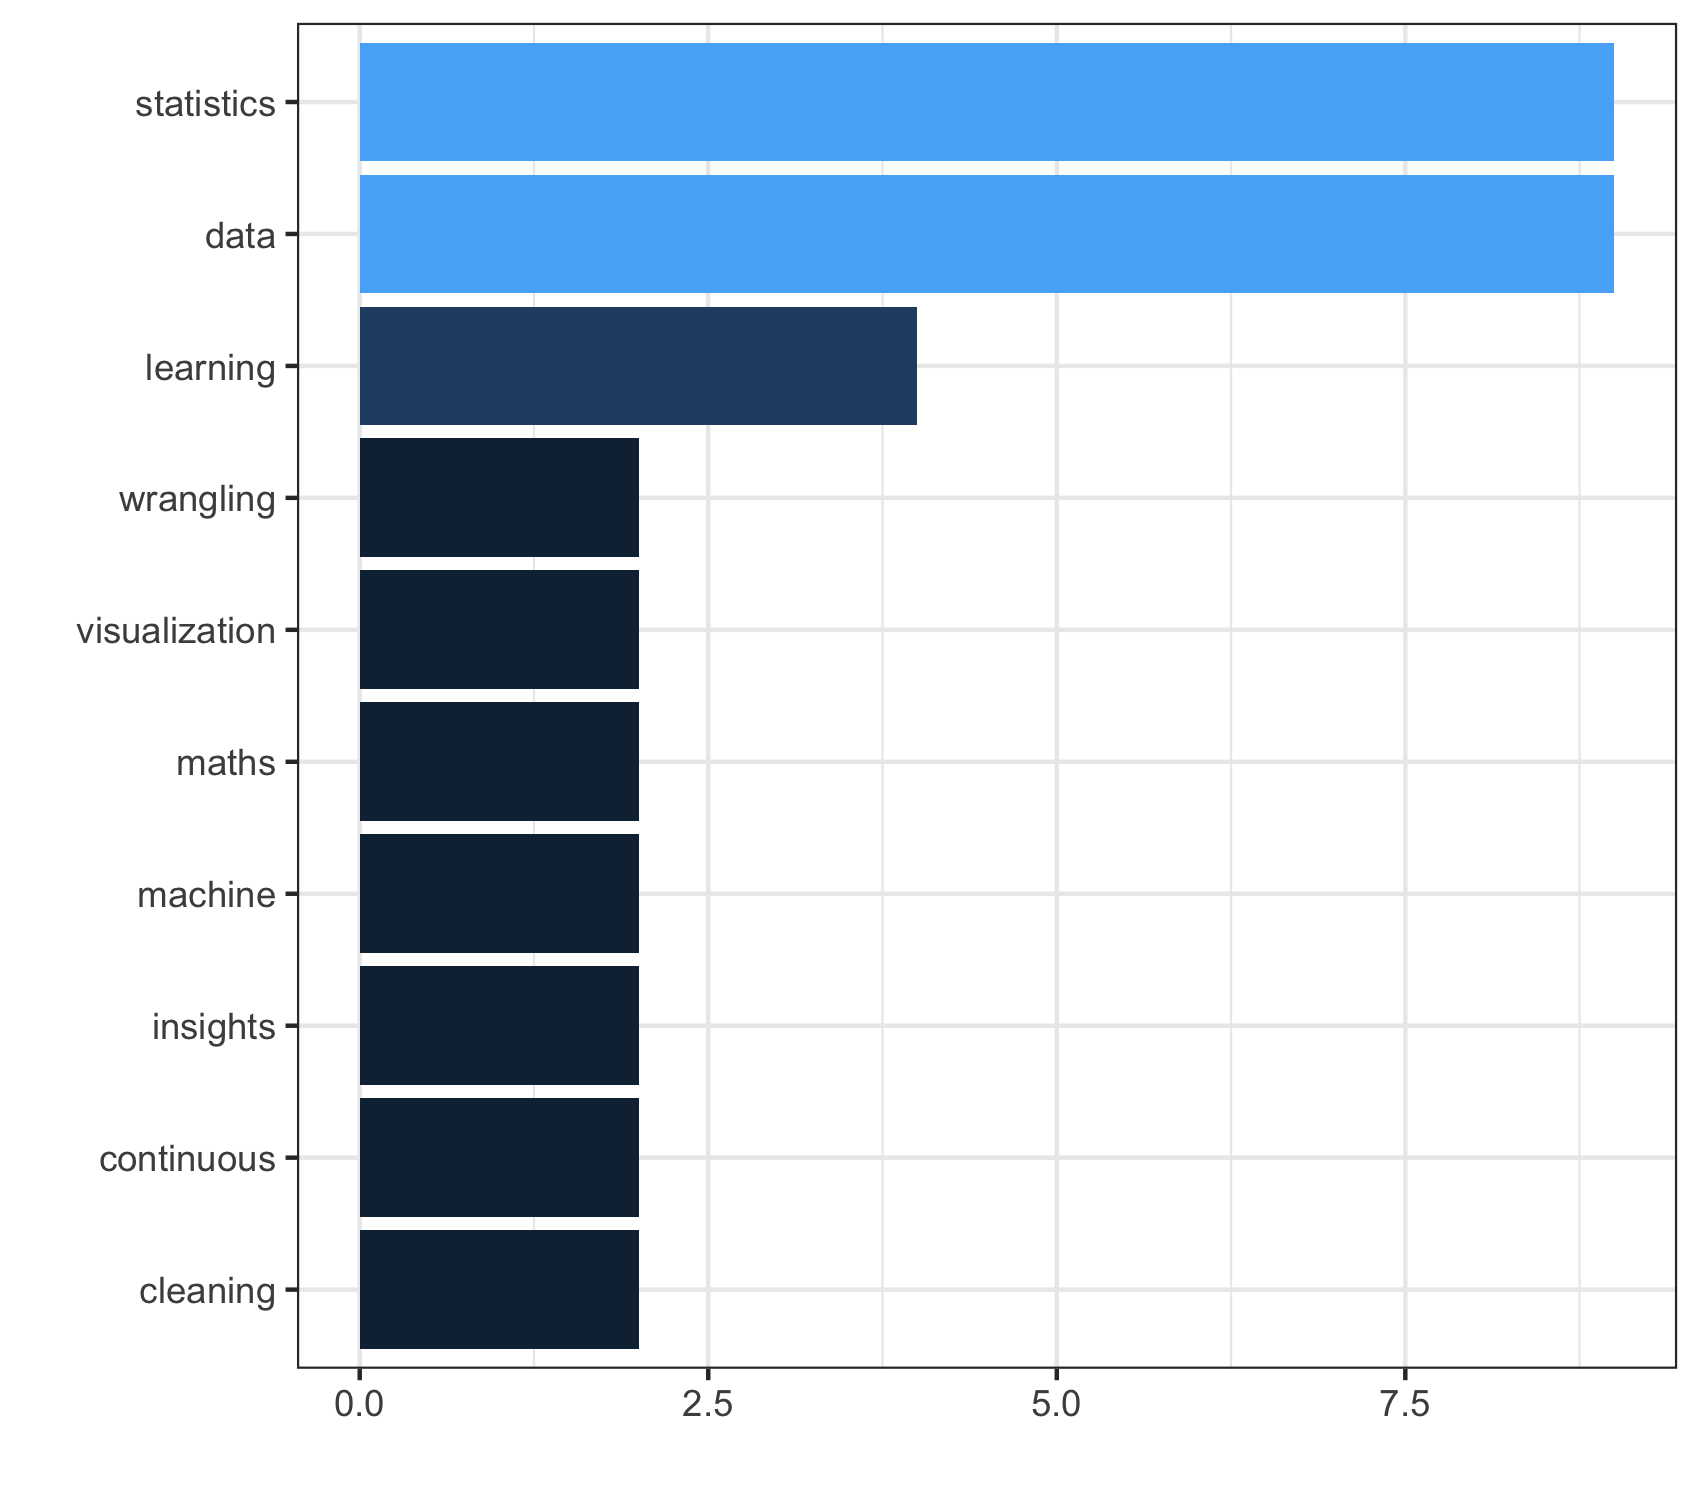 statistics
data
learning
wrangling
visualization
maths
machine
insights
continuous
cleaning
0.0 2.5 5.0 7.5